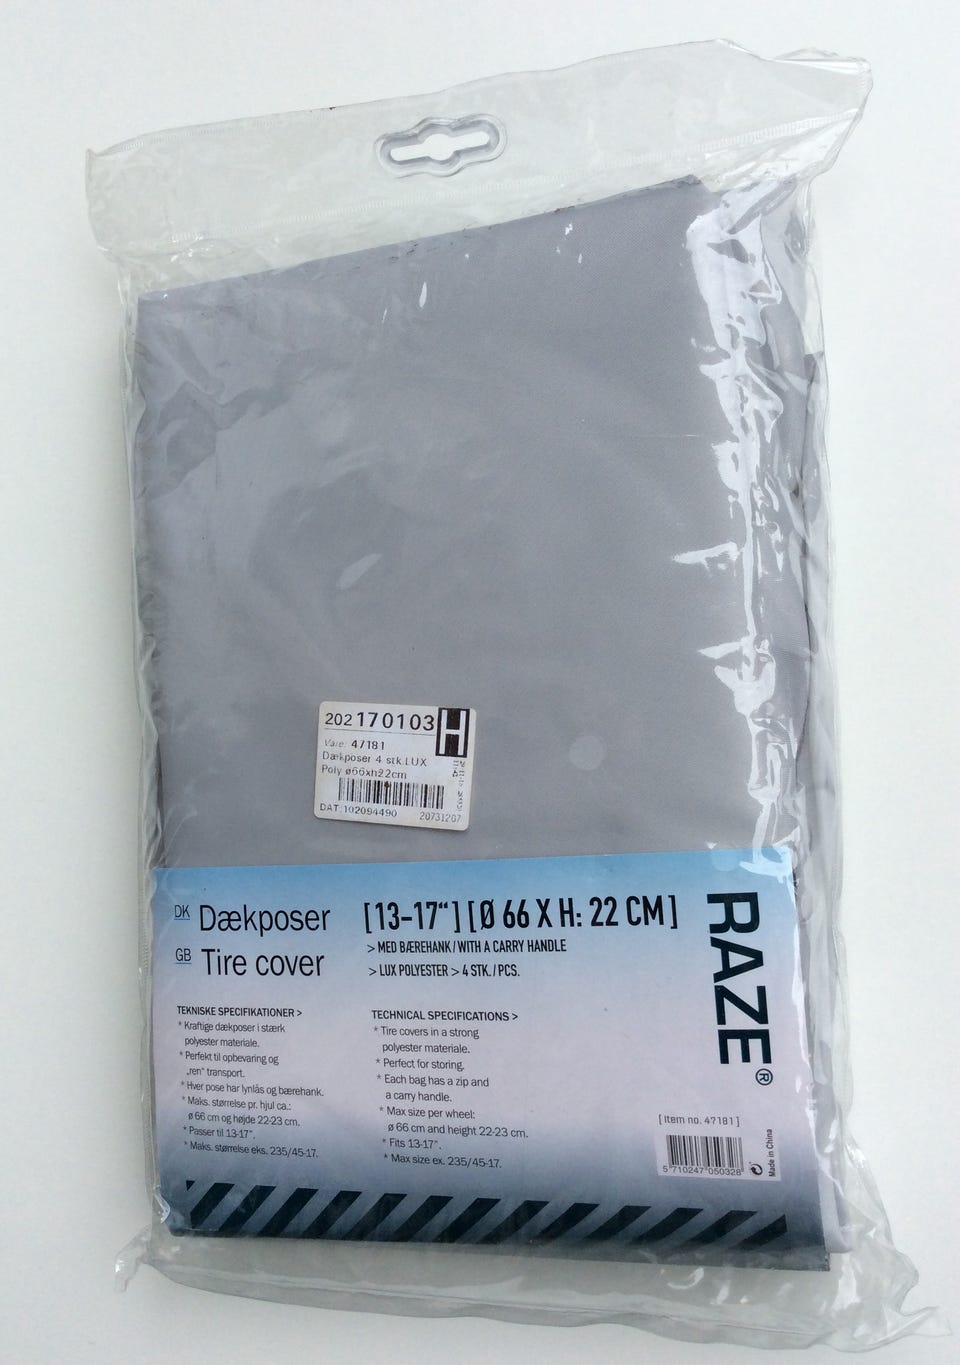 202170103
H
Vare: 47181
Dækposer 4 stk.LUX
Poly ø66xh22cm
DAT:102094490
20731207
DK Dækposer
GB Tire cover
[13-17“] [Ø 66 X H: 22 CM]
> MED BÆREHANK/WITH A CARRY HANDLE
> LUX POLYESTER > 4 STK./PCS.
RAZE®
TEKNISKE SPECIFIKATIONER >
* Kraftige dækposer i stærk
polyester materiale.
* Perfekt til opbevaring og
„ren” transport.
* Hver pose har lynlås og bærehank.
* Maks. størrelse pr. hjul ca.:
ø 66 cm og højde 22-23 cm.
* Passer til 13-17”.
* Maks. størrelse eks. 235/45-17.
TECHNICAL SPECIFICATIONS >
* Tire covers in a strong
polyester materiale.
* Perfect for storing.
* Each bag has a zip and
a carry handle.
* Max size per wheel:
ø 66 cm and height 22-23 cm.
* Fits 13-17”.
* Max size ex. 235/45-17.
[Item no. 47181]
5 710247 050328
Made in China